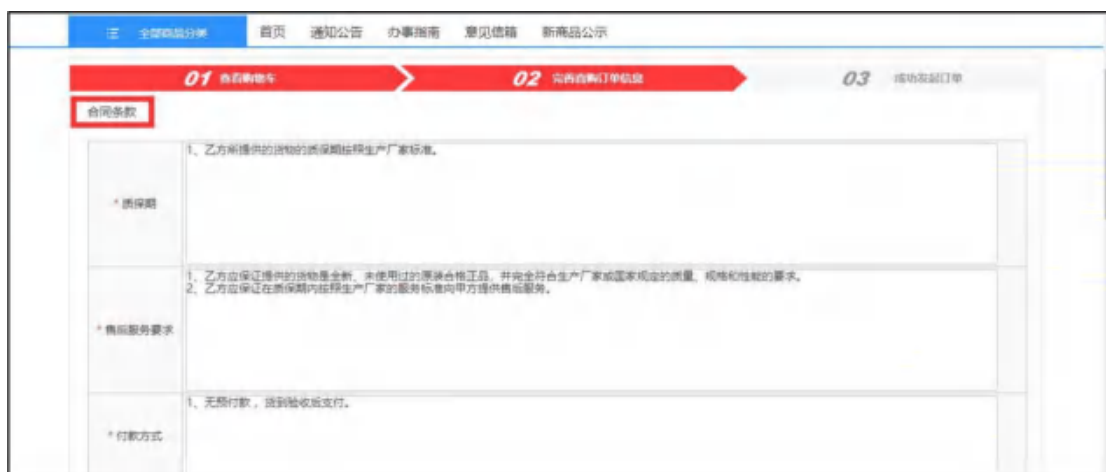 全部商品分类 首页 通知公告 办事指南 意见信箱 新商品公示
01 查看购物车 02 完善直购订单信息 03 成功发起订单
合同条款
* 质保期
1、乙方所提供的货物的质保期按照生产厂家标准。
* 售后服务要求
1、乙方应保证提供的货物是全新、未使用过的原装合格正品，并完全符合生产厂家或国家规定的质量、规格和性能的要求。
2、乙方应保证在质保期内按照生产厂家的服务标准向甲方提供售后服务。
* 付款方式
1、无预付款，货到验收后支付。